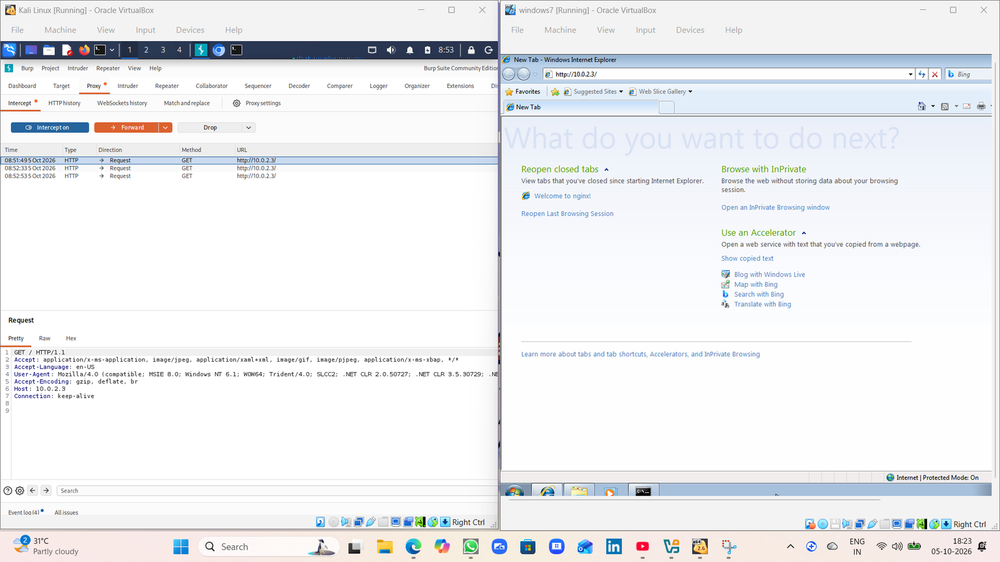 Kali Linux [Running] - Oracle VirtualBox
File Machine View Input Devices Help
1 2 3 4 8:53
Burp Project Intruder Repeater View Help Burp Suite Community Edition
Dashboard Target Proxy Intruder Repeater Collaborator Sequencer Decoder Comparer Logger Organizer Extensions Dis
Intercept HTTP history WebSockets history Match and replace Proxy settings
Intercept on Forward Drop
Time Type Direction Method URL
08:51:49 5 Oct 2026 HTTP → Request GET http://10.0.2.3/
08:52:33 5 Oct 2026 HTTP → Request GET http://10.0.2.3/
08:52:53 5 Oct 2026 HTTP → Request GET http://10.0.2.3/
Request
Pretty Raw Hex
1 GET / HTTP/1.1
2 Accept: application/x-ms-application, image/jpeg, application/xaml+xml, image/gif, image/pjpeg, application/x-ms-xbap, */*
3 Accept-Language: en-US
4 User-Agent: Mozilla/4.0 (compatible; MSIE 8.0; Windows NT 6.1; WOW64; Trident/4.0; SLCC2; .NET CLR 2.0.50727; .NET CLR 3.5.30729; .NE
5 Accept-Encoding: gzip, deflate, br
6 Host: 10.0.2.3
7 Connection: keep-alive
8
9
Search
Event log (4) All issues
Right Ctrl
windows7 [Running] - Oracle VirtualBox
File Machine View Input Devices Help
New Tab - Windows Internet Explorer
http://10.0.2.3/ Bing
Favorites Suggested Sites Web Slice Gallery
New Tab
What do you want to do next?
Reopen closed tabs
View tabs that you've closed since starting Internet Explorer.
Welcome to nginx!
Reopen Last Browsing Session
Browse with InPrivate
Browse the web without storing data about your browsing
session.
Open an InPrivate Browsing window
Use an Accelerator
Open a web service with text that you've copied from a webpage.
Show copied text
Blog with Windows Live
Map with Bing
Search with Bing
Translate with Bing
Learn more about tabs and tab shortcuts, Accelerators, and InPrivate Browsing
Internet | Protected Mode: On
Right Ctrl
2 31°C
Partly cloudy
Search
ENG
IN
18:23
05-10-2026